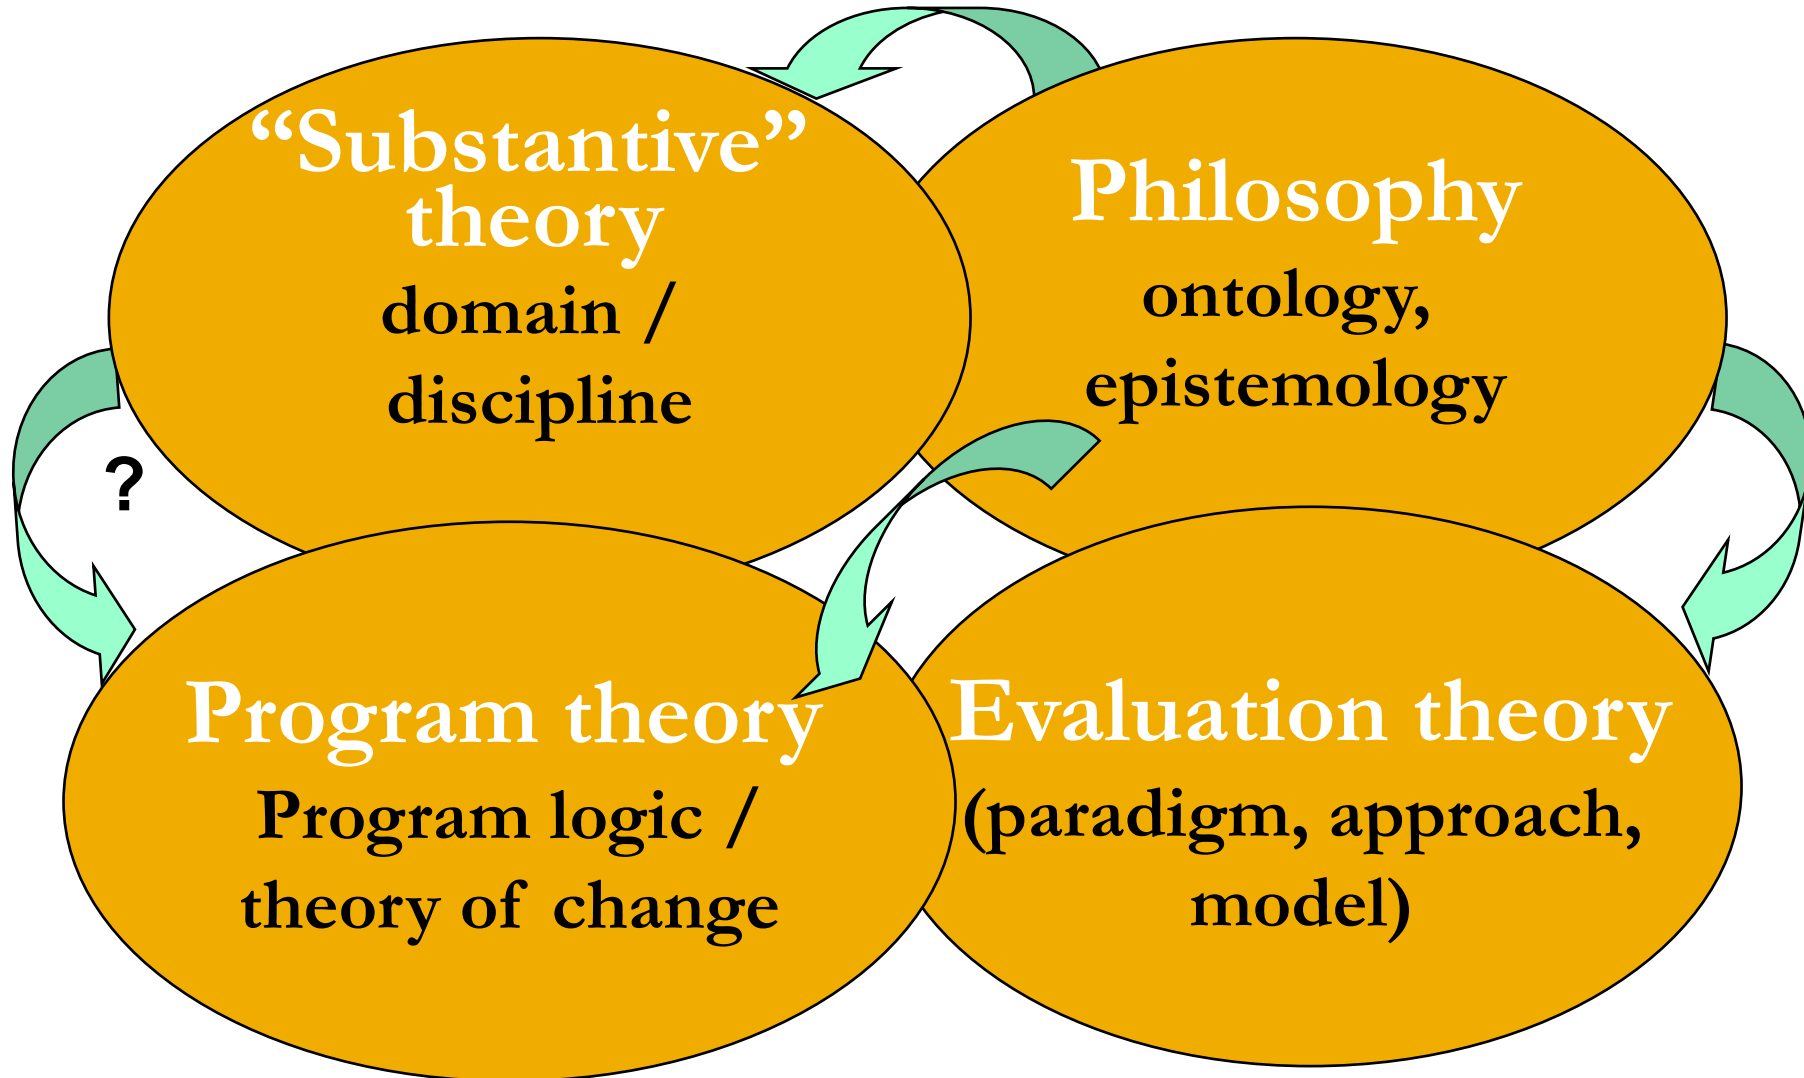 “Substantive”
theory
domain /
discipline
Philosophy
ontology,
epistemology
?
Program theory
Program logic /
theory of change
Evaluation theory
(paradigm, approach,
model)